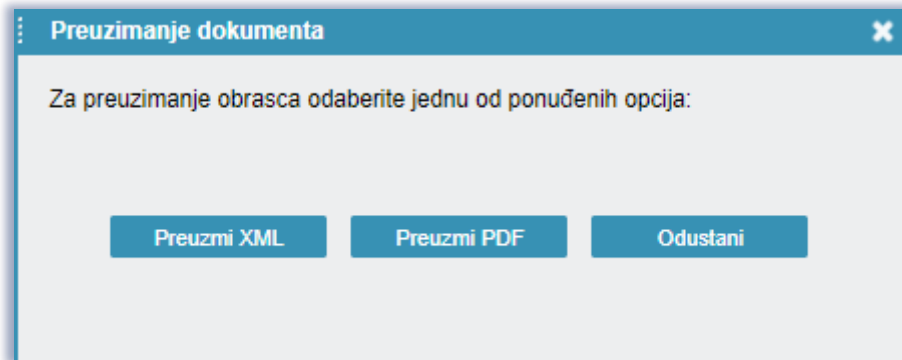 Preuzimanje dokumenta
Za preuzimanje obrasca odaberite jednu od ponuđenih opcija:
Preuzmi XML Preuzmi PDF Odustani